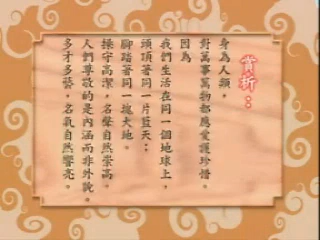 賞析：
身為人類，
對萬事萬物都應愛護珍惜。
因為
我們生活在同一個地球上，
頭頂著同一片藍天；
腳踏著同一塊大地。
操守高潔，名聲自然崇高。
人們尊敬的是內涵而非外貌。
多才多藝，名氣自然響亮。